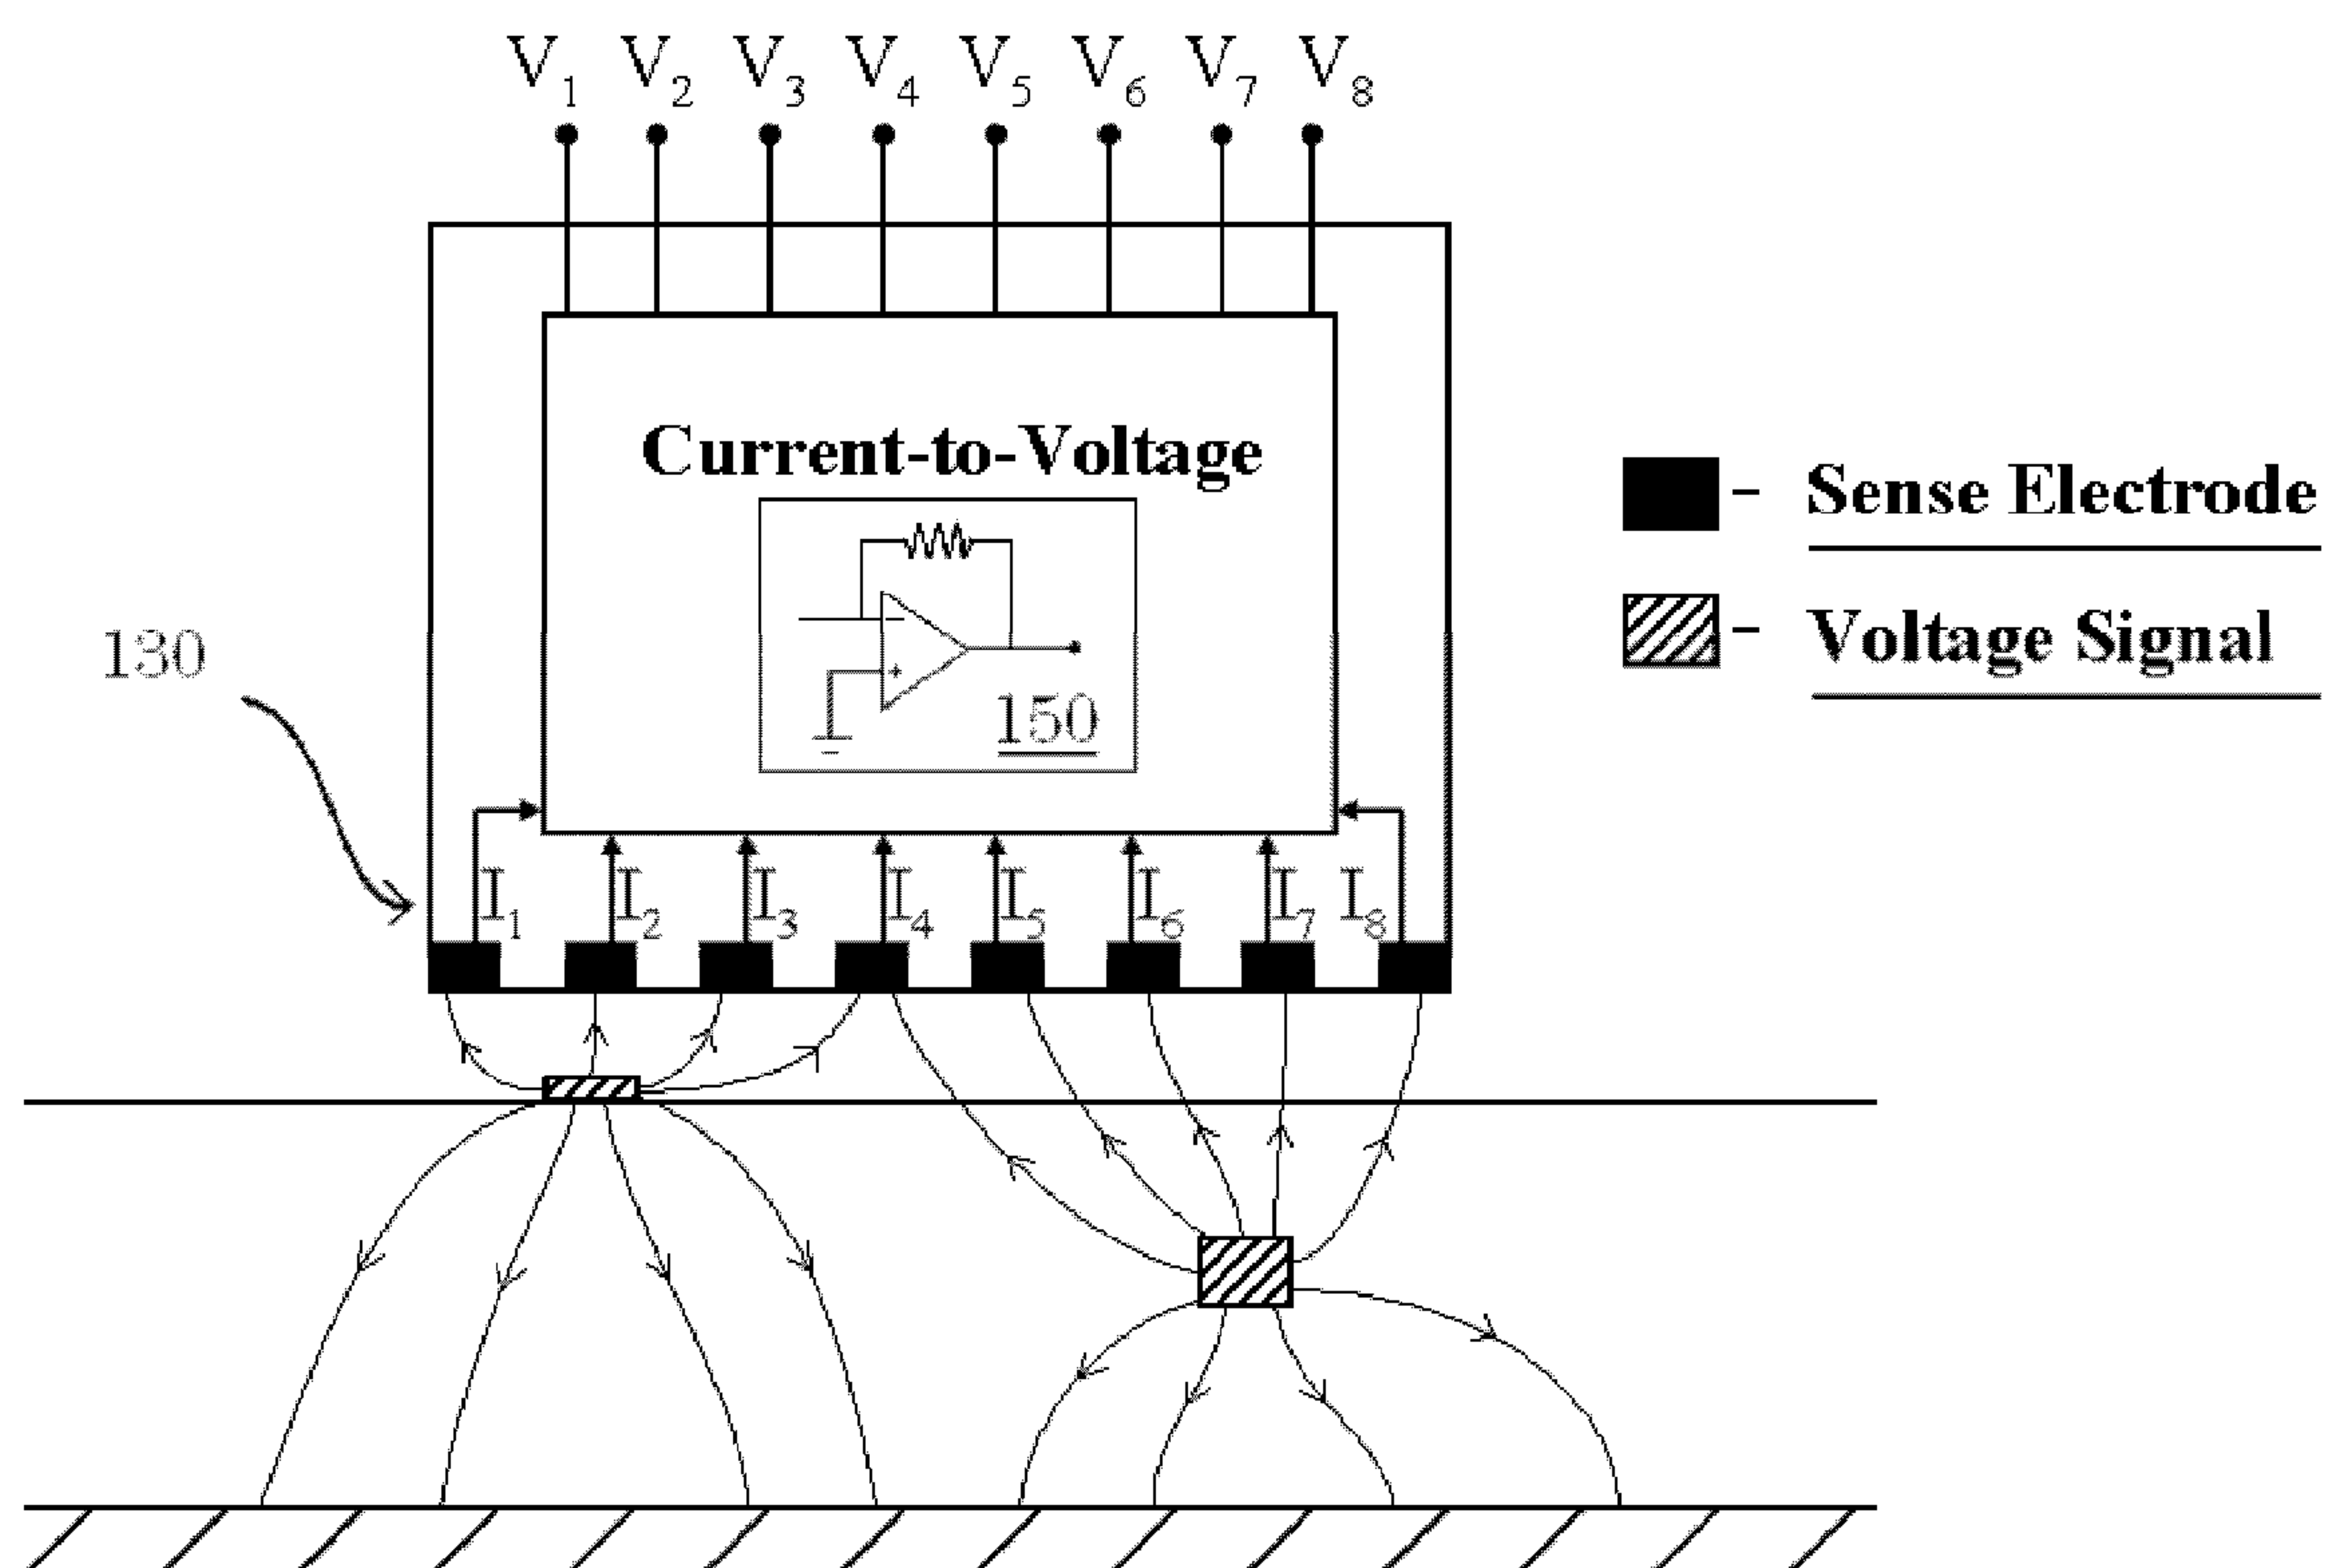 V1 V2 V3 V4 V5 V6 V7 V8
Current-to-Voltage
- Sense Electrode
- Voltage Signal
130
- 
+
150
I1 I2 I3 I4 I5 I6 I7 I8